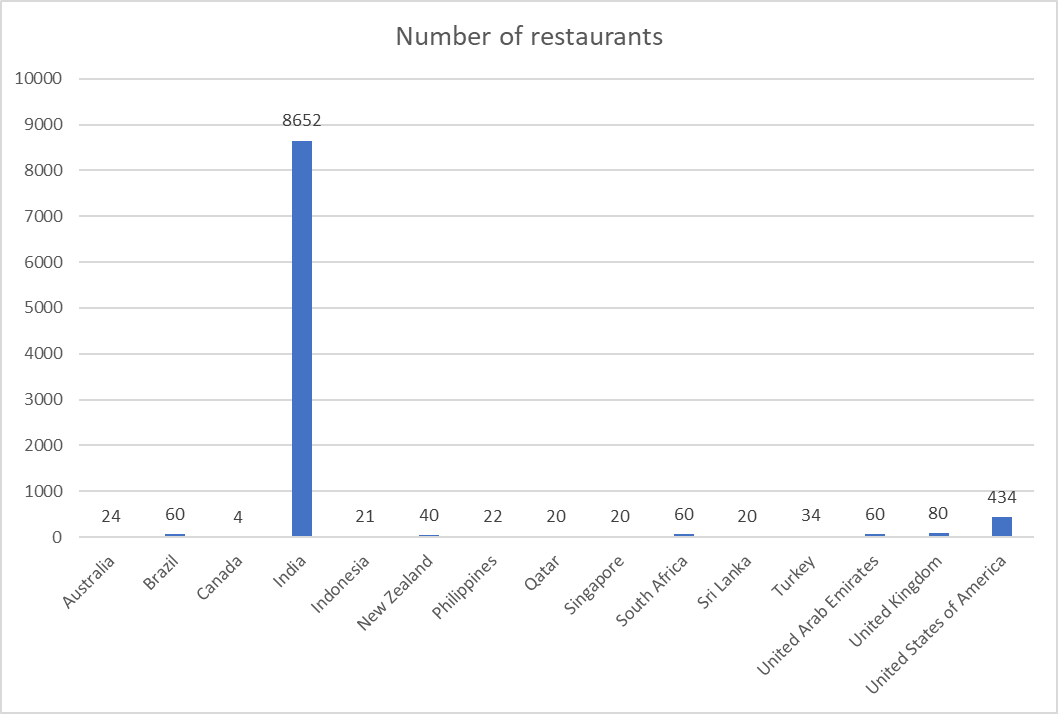 Number of restaurants
10000
9000
8000
7000
6000
5000
4000
3000
2000
1000
0
24
60
4
8652
21
40
22
20
20
60
20
34
60
80
434
Australia
Brazil
Canada
India
Indonesia
New Zealand
Philippines
Qatar
Singapore
South Africa
Sri Lanka
Turkey
United Arab Emirates
United Kingdom
United States of America